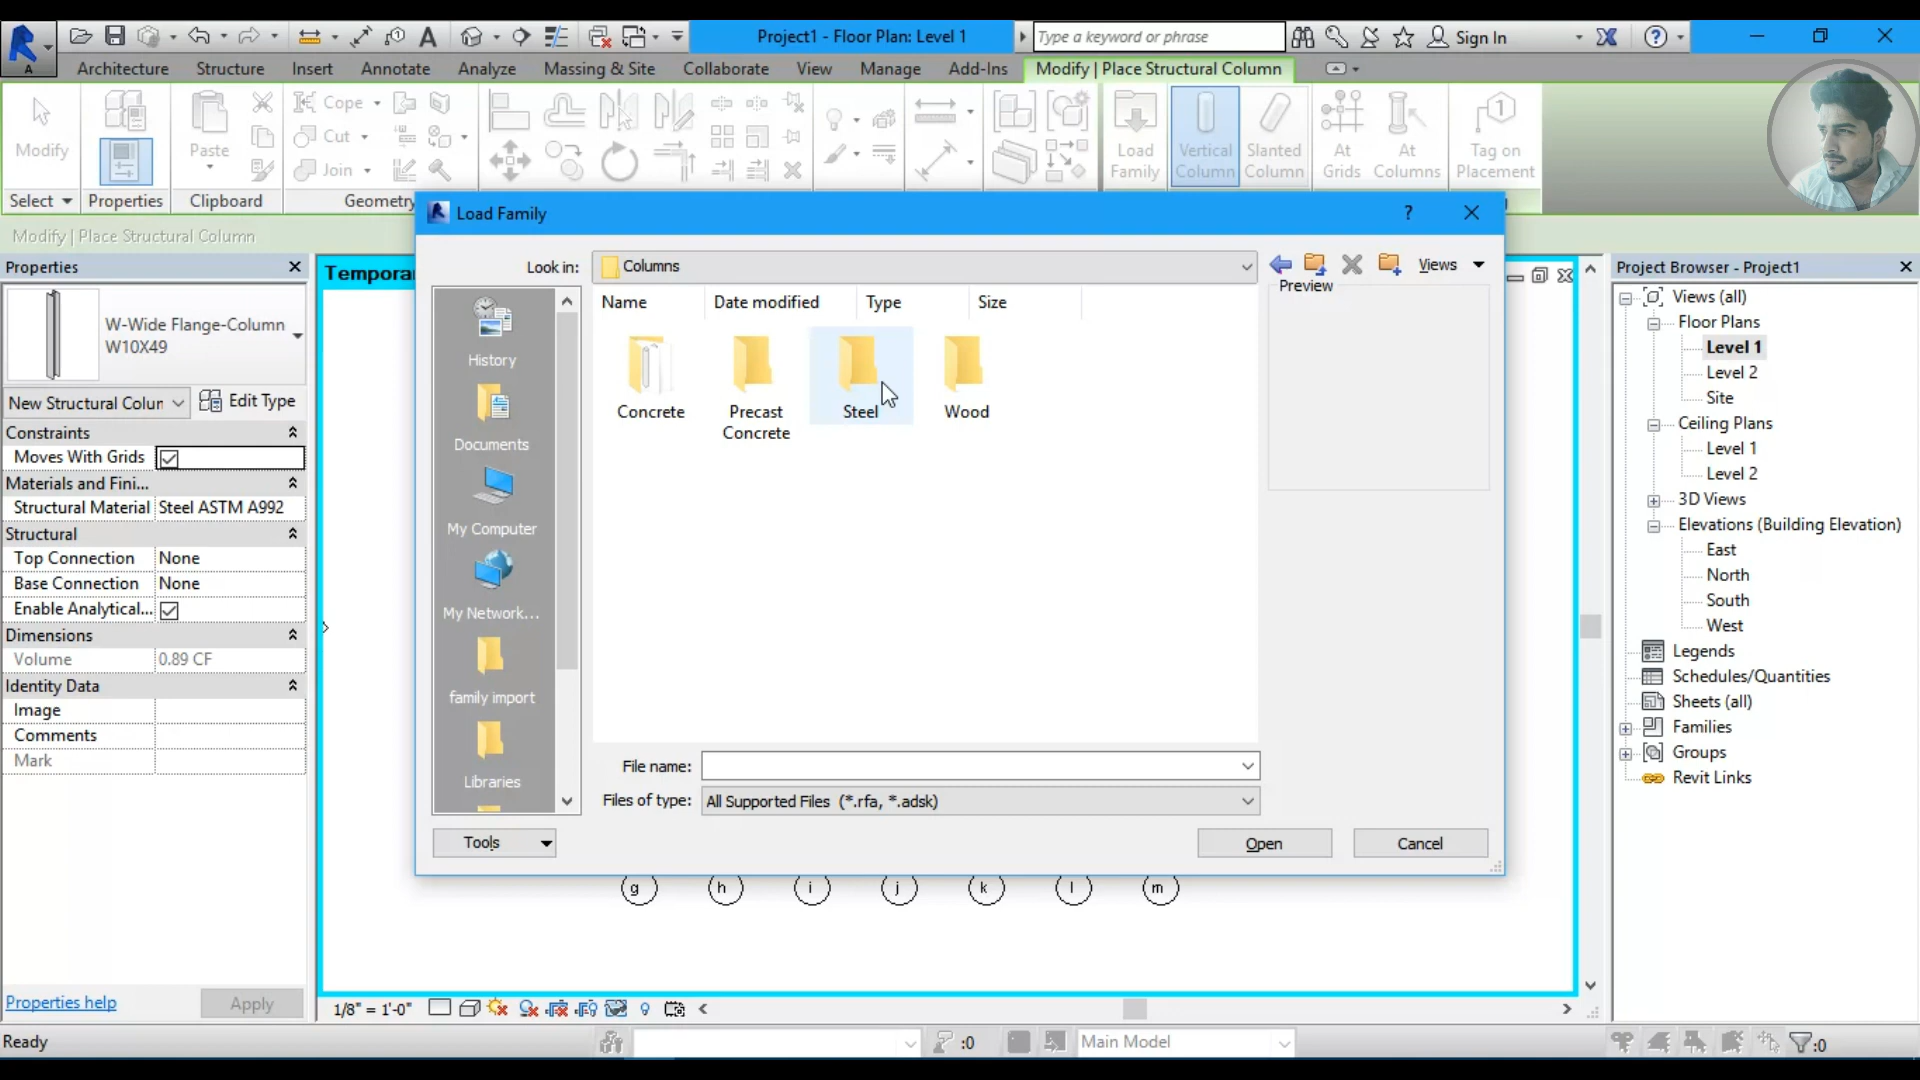 Project1 - Floor Plan: Level 1
Type a keyword or phrase
Sign In
A
Architecture
Structure
Insert
Annotate
Analyze
Massing & Site
Collaborate
View
Manage
Add-Ins
Modify | Place Structural Column
Modify
Paste
Cope
Cut
Join
Load
Family
Vertical
Column
Slanted
Column
At
Grids
At
Columns
Tag on
Placement
Select
Properties
Clipboard
Geometry
Modify | Place Structural Column
Properties
W-Wide Flange-Column
W10X49
New Structural Colun
Edit Type
Constraints
Moves With Grids
Materials and Fini...
Structural Material
Steel ASTM A992
Structural
Top Connection
None
Base Connection
None
Enable Analytical...
Dimensions
Volume
0.89 CF
Identity Data
Image
Comments
Mark
Properties help
Apply
Tempora
Load Family
Look in:
Columns
Views
Preview
Name
Date modified
Type
Size
History
Documents
My Computer
My Network...
family import
Libraries
Concrete
Precast
Concrete
Steel
Wood
File name:
Files of type:
All Supported Files (*.rfa, *.adsk)
Tools
Open
Cancel
g
h
i
j
k
l
m
1/8" = 1'-0"
Project Browser - Project1
Views (all)
Floor Plans
Level 1
Level 2
Site
Ceiling Plans
Level 1
Level 2
3D Views
Elevations (Building Elevation)
East
North
South
West
Legends
Schedules/Quantities
Sheets (all)
Families
Groups
Revit Links
Ready
:0
Main Model
:0